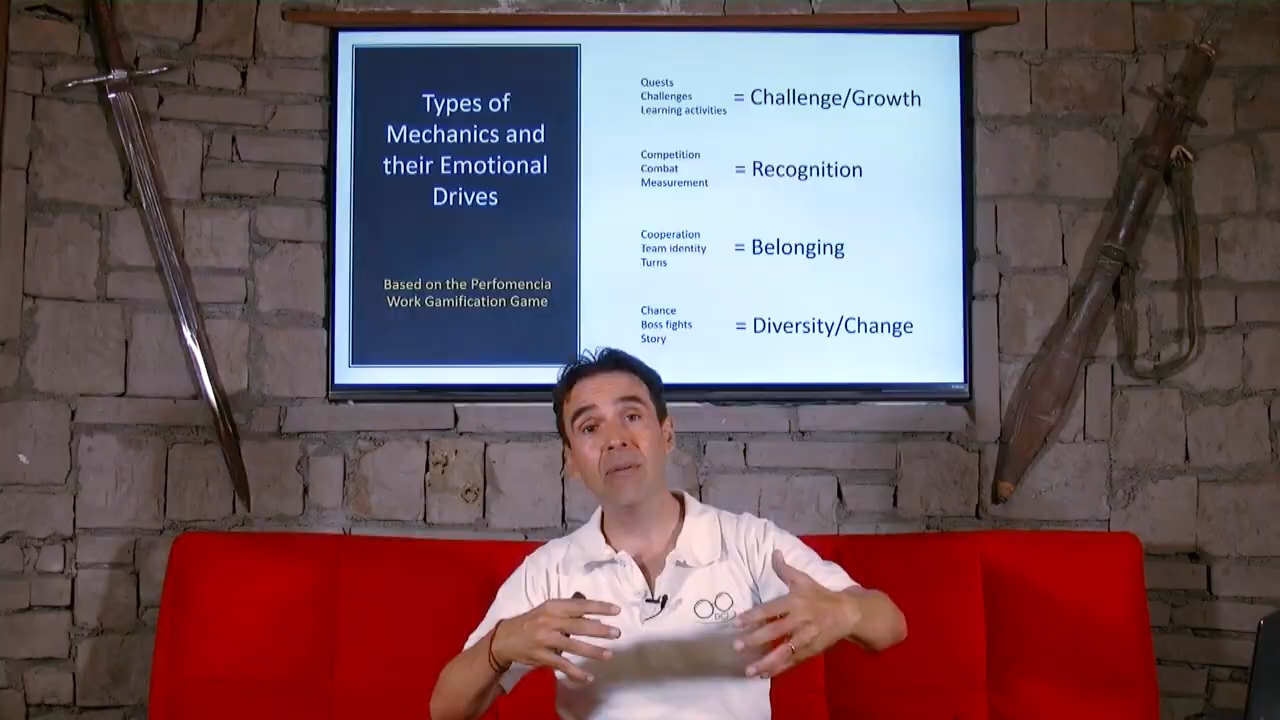 Types of
Mechanics and
their Emotional
Drives
Based on the Perfomencia
Work Gamification Game
Quests
Challenges
Learning activities
= Challenge/Growth
Competition
Combat
Measurement
= Recognition
Cooperation
Team identity
Turns
= Belonging
Chance
Boss fights
Story
= Diversity/Change